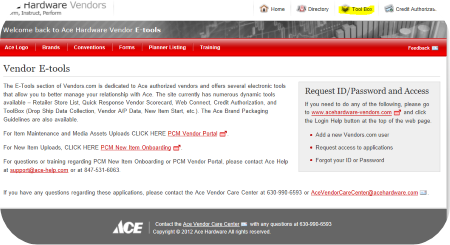 Hardware Vendors
rm, Instruct, Perform
Home
Directory
Tool Box
Credit Authorizat
Welcome back to Ace Hardware Vendor E-tools
Ace Logo Brands Conventions Forms Planner Listing Training
Feedback
Vendor E-tools
The E-Tools section of Vendors.com is dedicated to Ace authorized vendors and offers several electronic tools
that allow you to better manage your relationship with Ace. The site currently has numerous dynamic tools
available – Retailer Store List, Quick Response Vendor Scorecard, Web Connect, Credit Authorization, and
ToolBox (Drop Ship Data Collection, Vendor A/P Data, New Item Start, etc.). The Ace Brand Packaging
Guidelines are also available.
For Item Maintenance and Media Assets Uploads CLICK HERE PCM Vendor Portal
For New Item Uploads, CLICK HERE PCM New Item Onboarding
For questions or training regarding PCM New Item Onboarding or PCM Vendor Portal, please contact Ace Help
at support@ace-help.com or at 847-531-6063
Request ID/Password and Access
If you need to do any of the following, please go
to www.acehardware-vendors.com and click
the Login Help button at the top of the web page.
Add a new Vendors.com user
Request access to applications
Forgot your ID or Password
If you have any questions regarding these applications, please contact the Vendor Care Center at 630-990-6593 or AceVendorCareCenter@acehardware.com
ACE
Contact the Ace Vendor Care Center with any questions at 630-990-6593
Copyright © 2012 Ace Hardware All rights reserved.